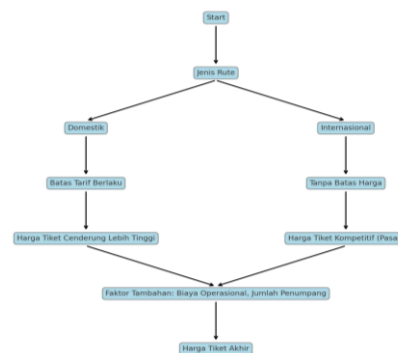 Start
Jenis Rute
Domestik
Internasional
Batas Tarif Berlaku
Tanpa Batas Harga
Harga Tiket Cenderung Lebih Tinggi
Harga Tiket Kompetitif (Pasa
Faktor Tambahan: Biaya Operasional, Jumlah Penumpang
Harga Tiket Akhir